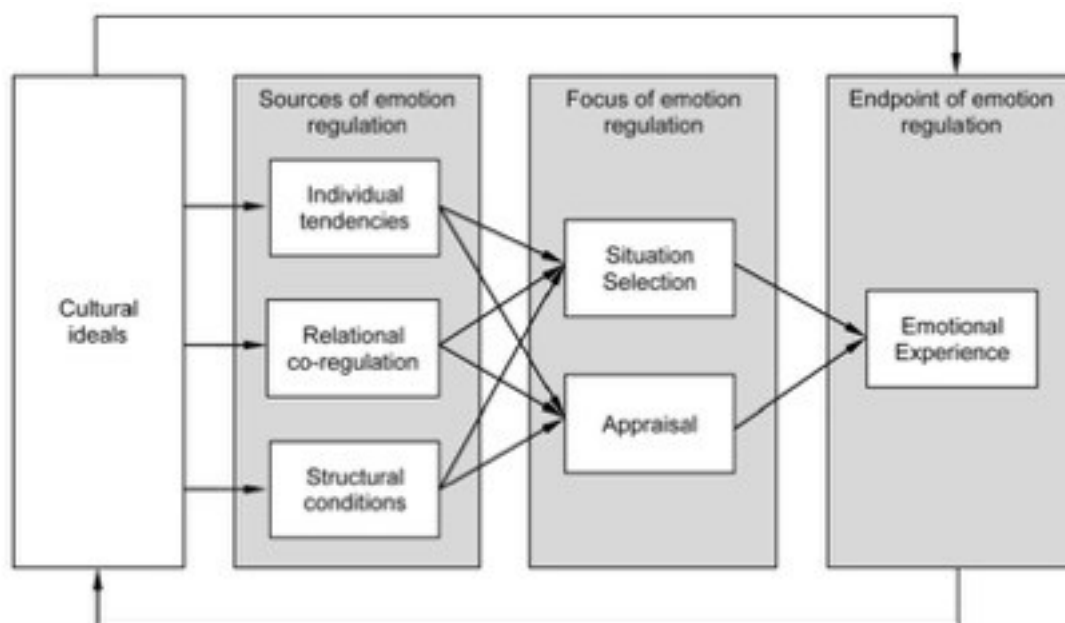 Cultural
ideals
Sources of emotion
regulation
Individual
tendencies
Relational
co-regulation
Structural
conditions
Focus of emotion
regulation
Situation
Selection
Appraisal
Endpoint of emotion
regulation
Emotional
Experience